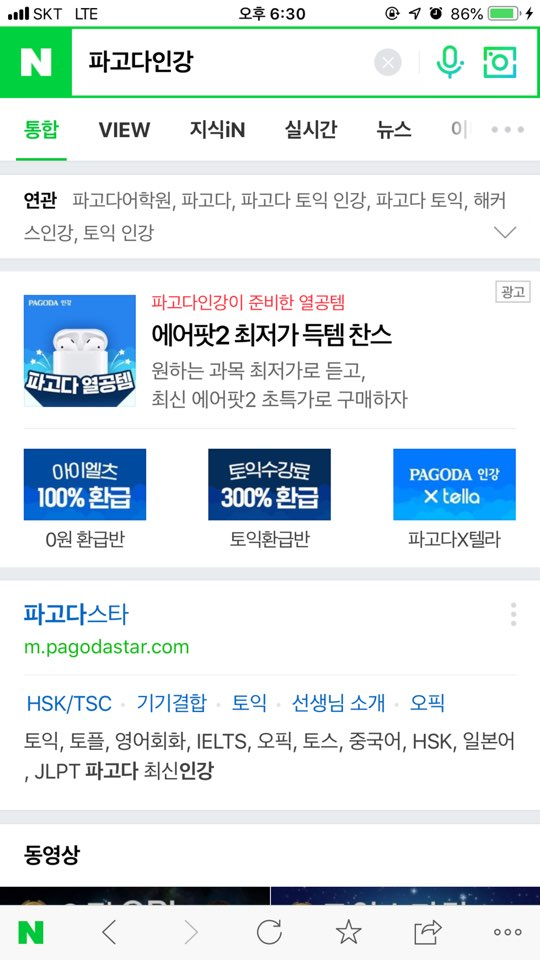 SKT LTE 오후 6:30 86%
N 파고다인강
통합 VIEW 지식iN 실시간 뉴스
연관 파고다어학원, 파고다, 파고다 토익 인강, 파고다 토익, 해커
스인강, 토익 인강
광고
PAGODA 인강
파고다 열공템
파고다인강이 준비한 열공템
에어팟2 최저가 득템 찬스
원하는 과목 최저가로 듣고,
최신 에어팟2 초특가로 구매하자
아이엘츠
100% 환급
토익수강료
300% 환급
PAGODA 인강
X tella
0원 환급반 토익환급반 파고다X텔라
파고다스타
m.pagodastar.com
HSK/TSC · 기기결합 · 토익 · 선생님 소개 · 오픽
토익, 토플, 영어회화, IELTS, 오픽, 토스, 중국어, HSK, 일본어
, JLPT 파고다 최신인강
동영상
N